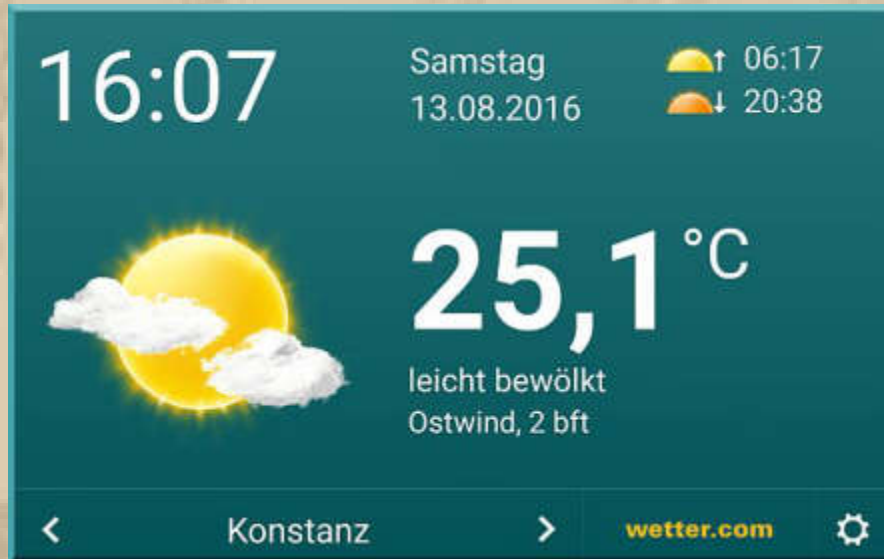 16:07
Samstag
13.08.2016
06:17
20:38
25,1 °C
leicht bewölkt
Ostwind, 2 bft
Konstanz
wetter.com